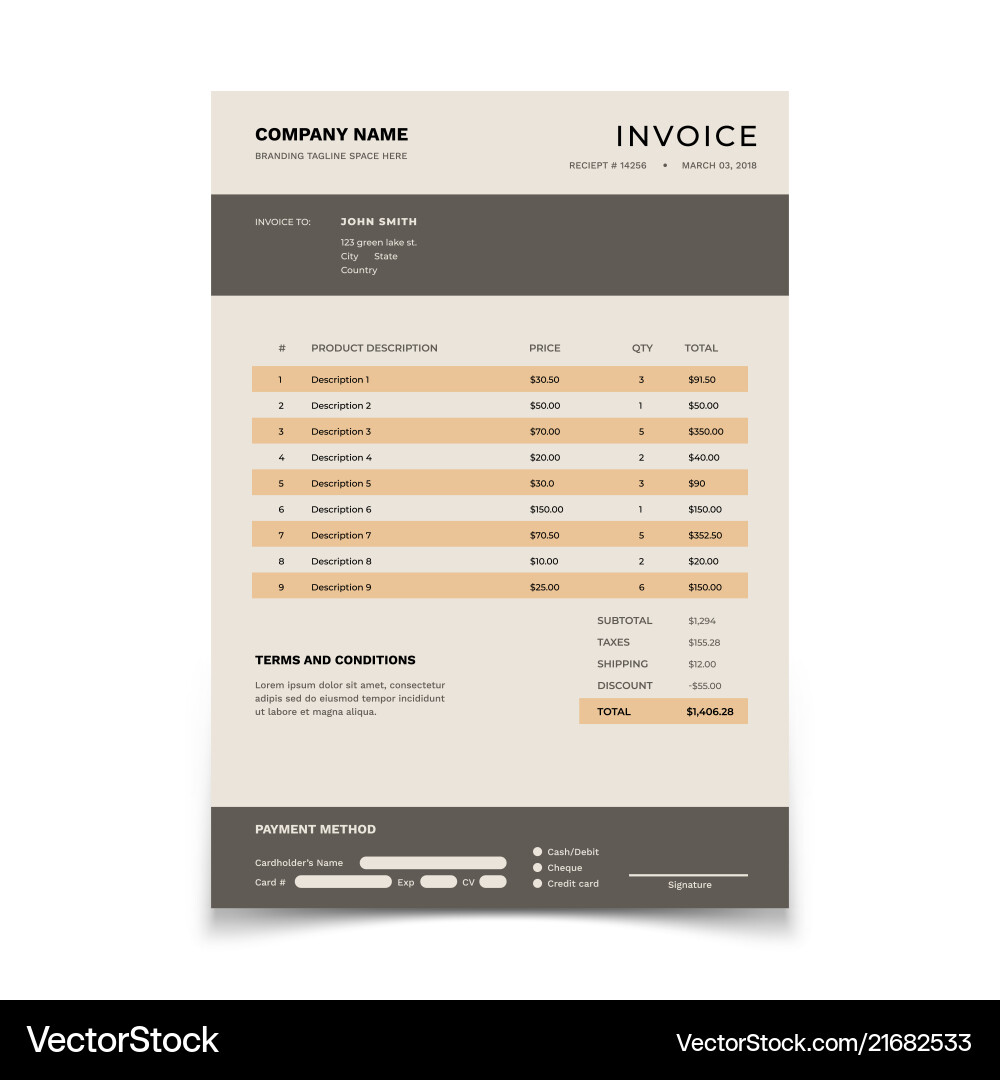 COMPANY NAME
BRANDING TAGLINE SPACE HERE
INVOICE
RECIEPT # 14256 • MARCH 03, 2018
INVOICE TO: JOHN SMITH
123 green lake st.
City State
Country
# PRODUCT DESCRIPTION PRICE QTY TOTAL
1 Description 1 $30.50 3 $91.50
2 Description 2 $50.00 1 $50.00
3 Description 3 $70.00 5 $350.00
4 Description 4 $20.00 2 $40.00
5 Description 5 $30.0 3 $90
6 Description 6 $150.00 1 $150.00
7 Description 7 $70.50 5 $352.50
8 Description 8 $10.00 2 $20.00
9 Description 9 $25.00 6 $150.00
SUBTOTAL $1,294
TAXES $155.28
SHIPPING $12.00
DISCOUNT -$55.00
TOTAL $1,406.28
TERMS AND CONDITIONS
Lorem ipsum dolor sit amet, consectetur
adipis sed do eiusmod tempor incididunt
ut labore et magna aliqua.
PAYMENT METHOD
Cardholder's Name
Card # Exp CV
Cash/Debit
Cheque
Credit card
Signature
VectorStock
VectorStock.com/21682533